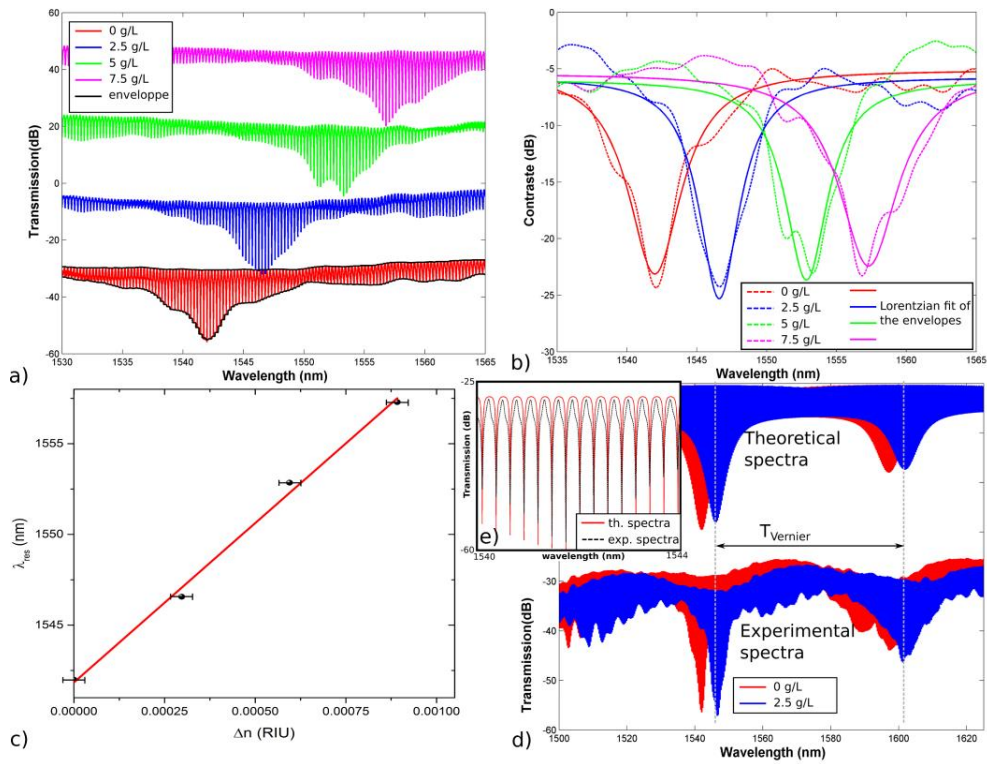 a)
60
40
20
0
-20
-40
-60
Transmission(dB)
0 g/L
2.5 g/L
5 g/L
7.5 g/L
enveloppe
1530
1535
1540
1545
1550
1555
1560
1565
Wavelength (nm)
b)
0
-5
-10
-15
-20
-25
-30
Contraste (dB)
0 g/L
2.5 g/L
5 g/L
7.5 g/L
Lorentzian fit of
the envelopes
1535
1540
1545
1550
1555
1560
1565
Wavelength (nm)
c)
1555
1550
1545
λres (nm)
0.00000
0.00025
0.00050
0.00075
0.00100
Δn (RIU)
e)
-25
-60
Transmission (dB)
th. spectra
exp. spectra
1540
1544
wavelength (nm)
d)
Theoretical
spectra
TVernier
Experimental
spectra
-30
-40
-50
-60
Transmission(dB)
0 g/L
2.5 g/L
1500
1520
1540
1560
1580
1600
1620
Wavelength (nm)